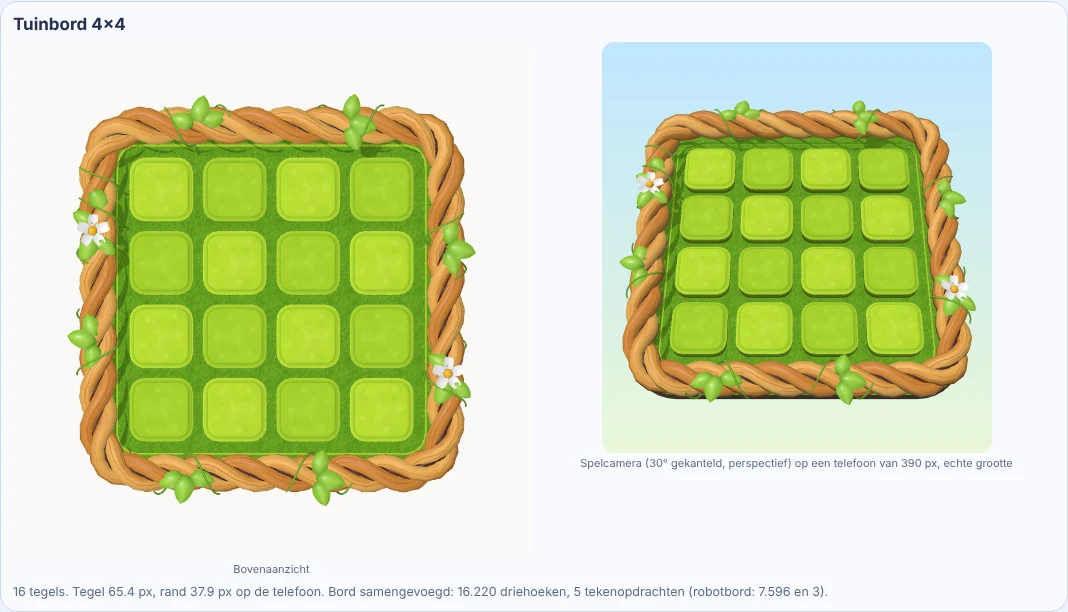 Tuinbord 4×4
Spelcamera (30° gekanteld, perspectief) op een telefoon van 390 px, echte grootte
Bovenaanzicht
16 tegels. Tegel 65.4 px, rand 37.9 px op de telefoon. Bord samengevoegd: 16.220 driehoeken, 5 tekenopdrachten (robotbord: 7.596 en 3).